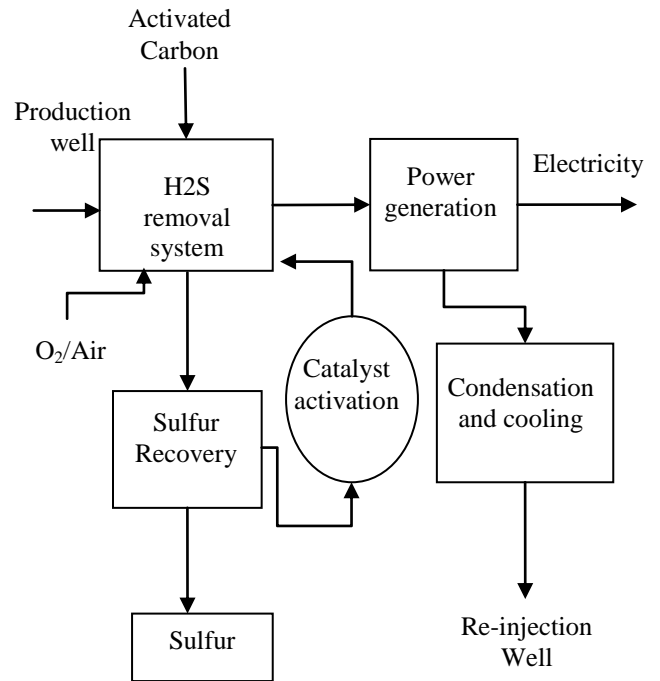 Activated
Carbon
Production
well
H2S
removal
system
Power
generation
Electricity
O₂/Air
Catalyst
activation
Condensation
and cooling
Sulfur
Recovery
Sulfur
Re-injection
Well